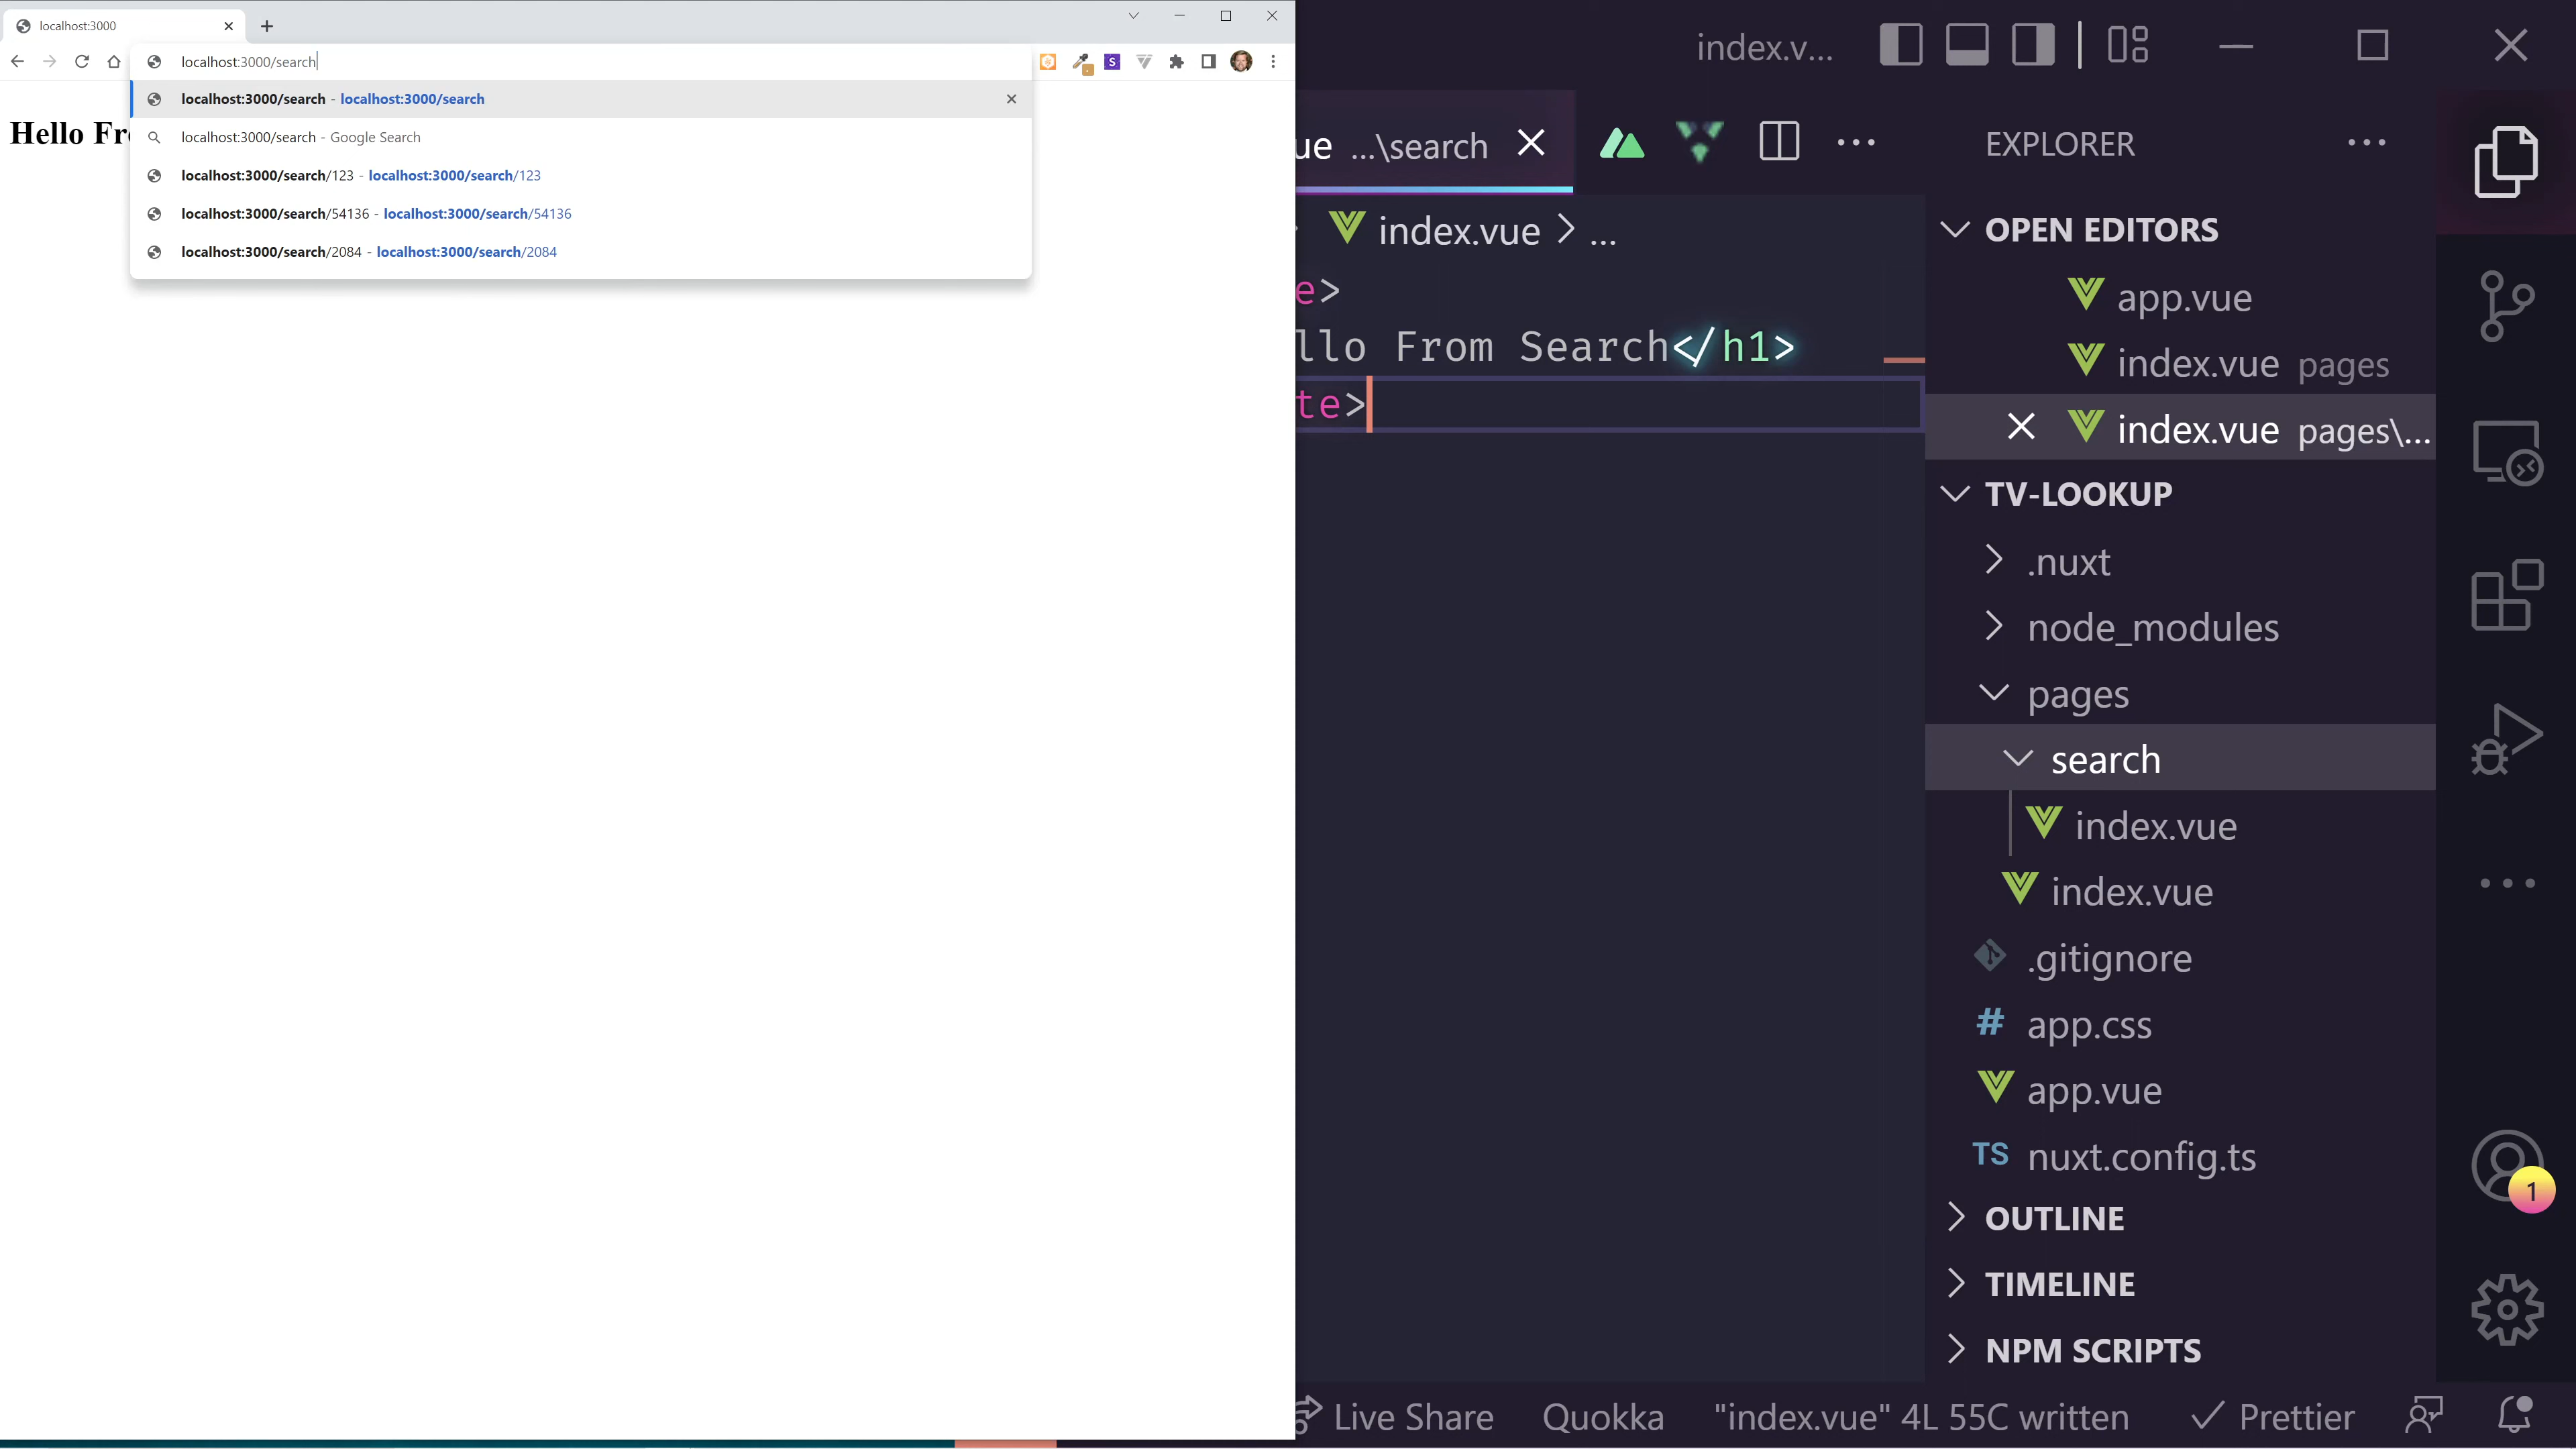 localhost:3000
localhost:3000/search
localhost:3000/search - localhost:3000/search
localhost:3000/search - Google Search
localhost:3000/search/123 - localhost:3000/search/123
localhost:3000/search/54136 - localhost:3000/search/54136
localhost:3000/search/2084 - localhost:3000/search/2084
Hello Fr
S
index.v...
ue ...\search
index.vue > ...
e>
llo From Search</h1>
te>
EXPLORER
OPEN EDITORS
app.vue
index.vue pages
index.vue pages\...
TV-LOOKUP
.nuxt
node_modules
pages
search
index.vue
index.vue
.gitignore
# app.css
app.vue
TS nuxt.config.ts
OUTLINE
TIMELINE
NPM SCRIPTS
1
Live Share Quokka "index.vue" 4L 55C written Prettier